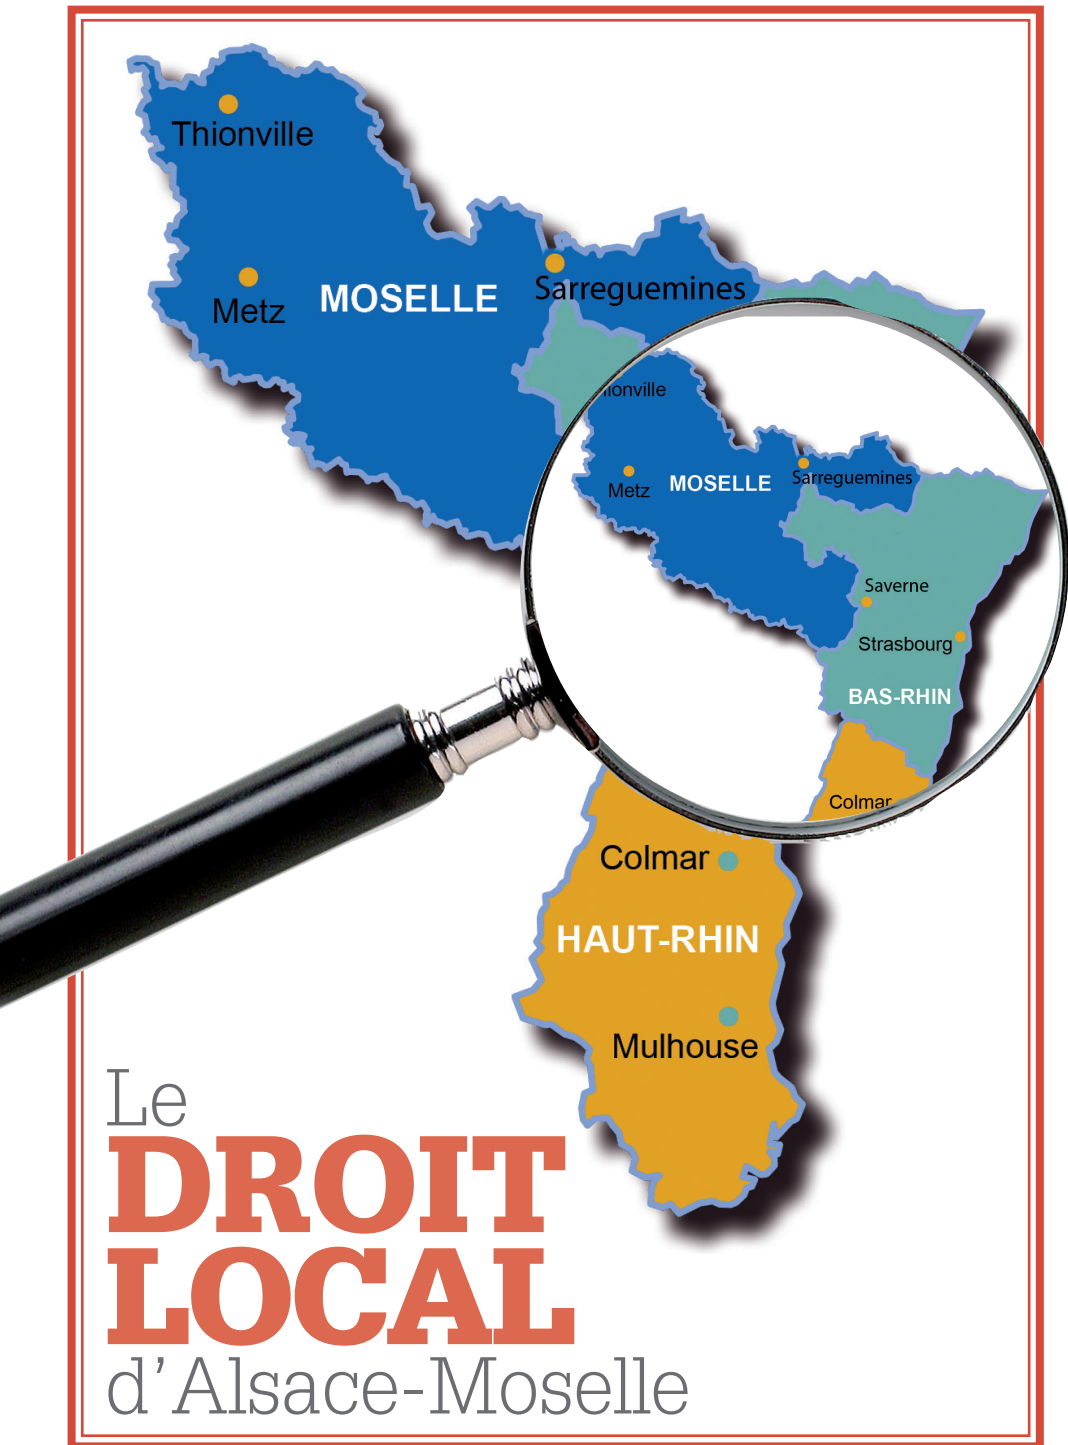 Thionville
Metz
MOSELLE
Sarreguemines
ionville
Metz
MOSELLE
Sarreguemines
Saverne
Strasbourg
BAS-RHIN
Colmar
Colmar
HAUT-RHIN
Mulhouse
Le
DROIT
LOCAL
d'Alsace-Moselle